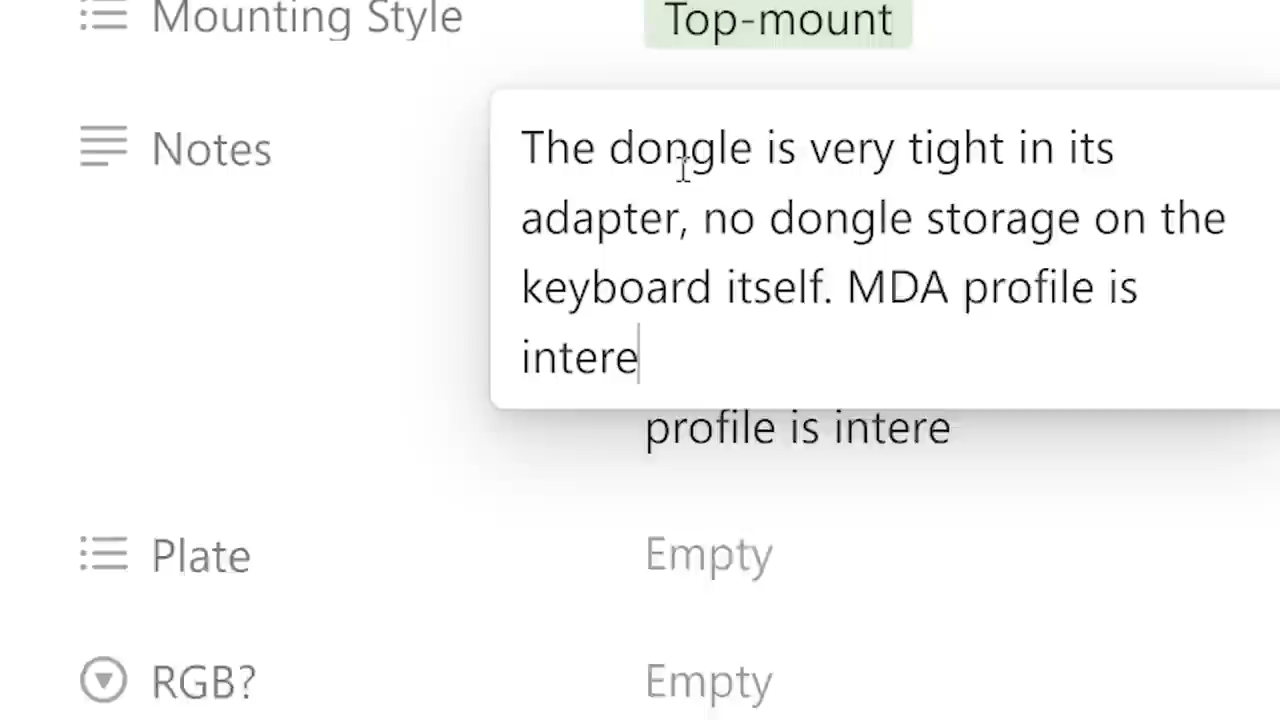 Mounting Style
Top-mount
Notes
The dongle is very tight in its
adapter, no dongle storage on the
keyboard itself. MDA profile is
intere
profile is intere
Plate
Empty
RGB?
Empty